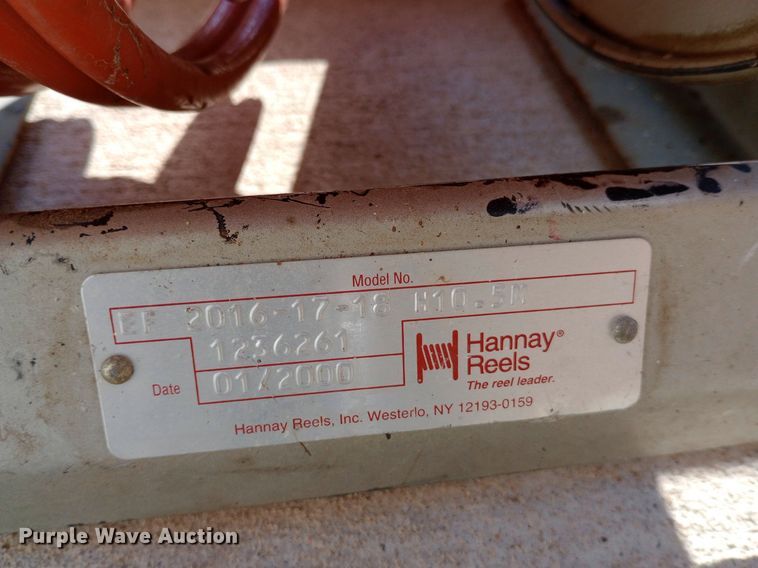 Model No.
EF 2016-17-18 H10.5M
1236261
Date 01/2000
Hannay®
Reels
The reel leader.
Hannay Reels, Inc. Westerlo, NY 12193-0159
Purple Wave Auction